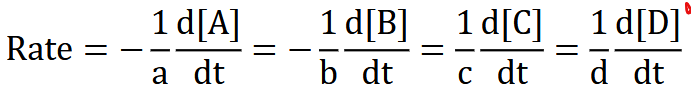 Rate = − 1/a d[A]/dt = − 1/b d[B]/dt = 1/c d[C]/dt = 1/d d[D]/dt